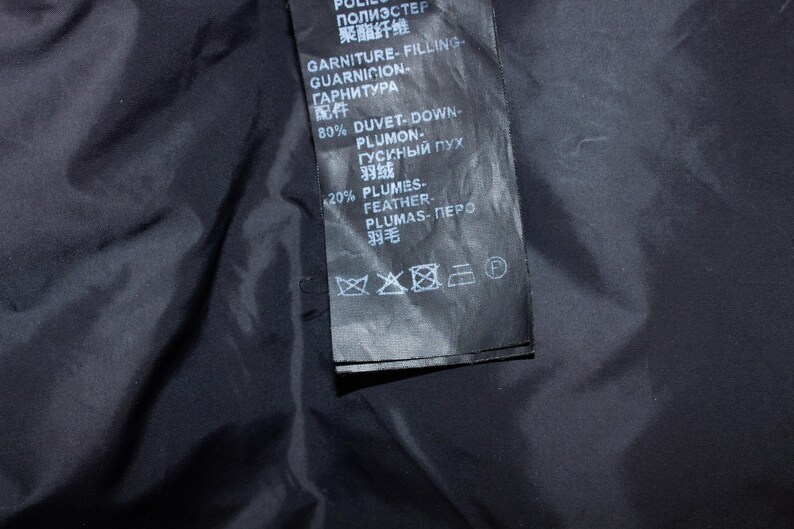 ПОЛИЭСТЕР
聚酯纤维
GARNITURE- FILLING-
GUARNICION-
ГАРНИТУРА
配件
80% DUVET- DOWN-
PLUMON-
ГУСИНЫЙ ПУХ
羽绒
20% PLUMES-
FEATHER-
PLUMAS- ПЕРО
羽毛
P